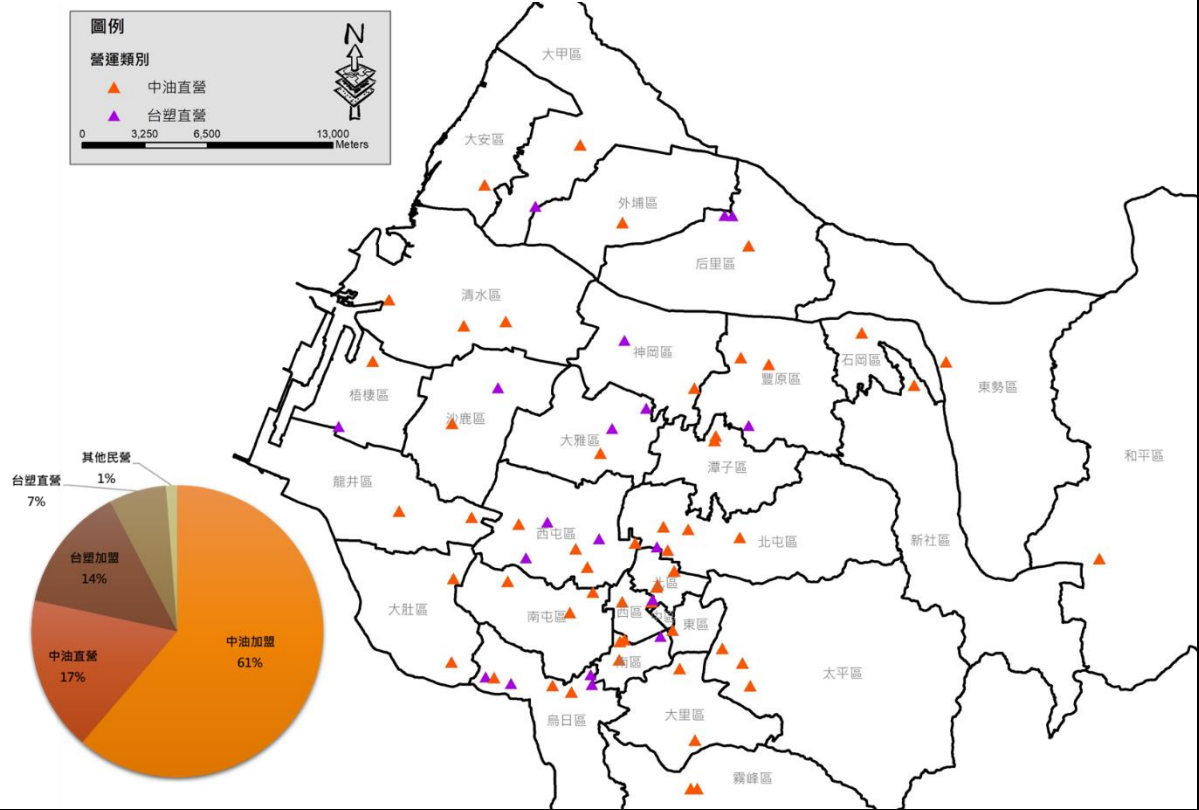 圖例
N
營運類別
中油直營
台塑直營
0 3,250 6,500 13,000
Meters
大甲區
大安區
外埔區
后里區
清水區
神岡區
豐原區
石岡區
東勢區
梧棲區
沙鹿區
大雅區
潭子區
和平區
龍井區
西屯區
北屯區
新社區
北區
大肚區
南屯區
西區
中區
東區
南區
太平區
烏日區
大里區
霧峰區
其他民營
1%
台塑直營
7%
台塑加盟
14%
中油加盟
61%
中油直營
17%